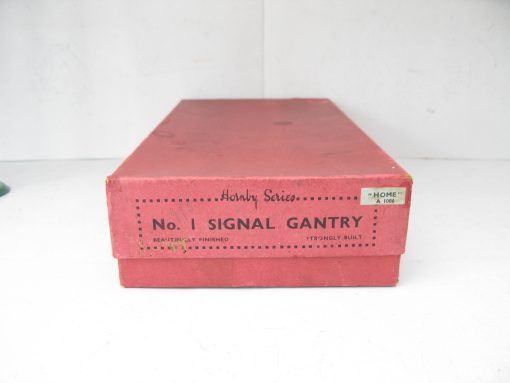 Hornby Series
"HOME"
A 1006
No. 1 SIGNAL GANTRY
BEAUTIFULLY FINISHED STRONGLY BUILT